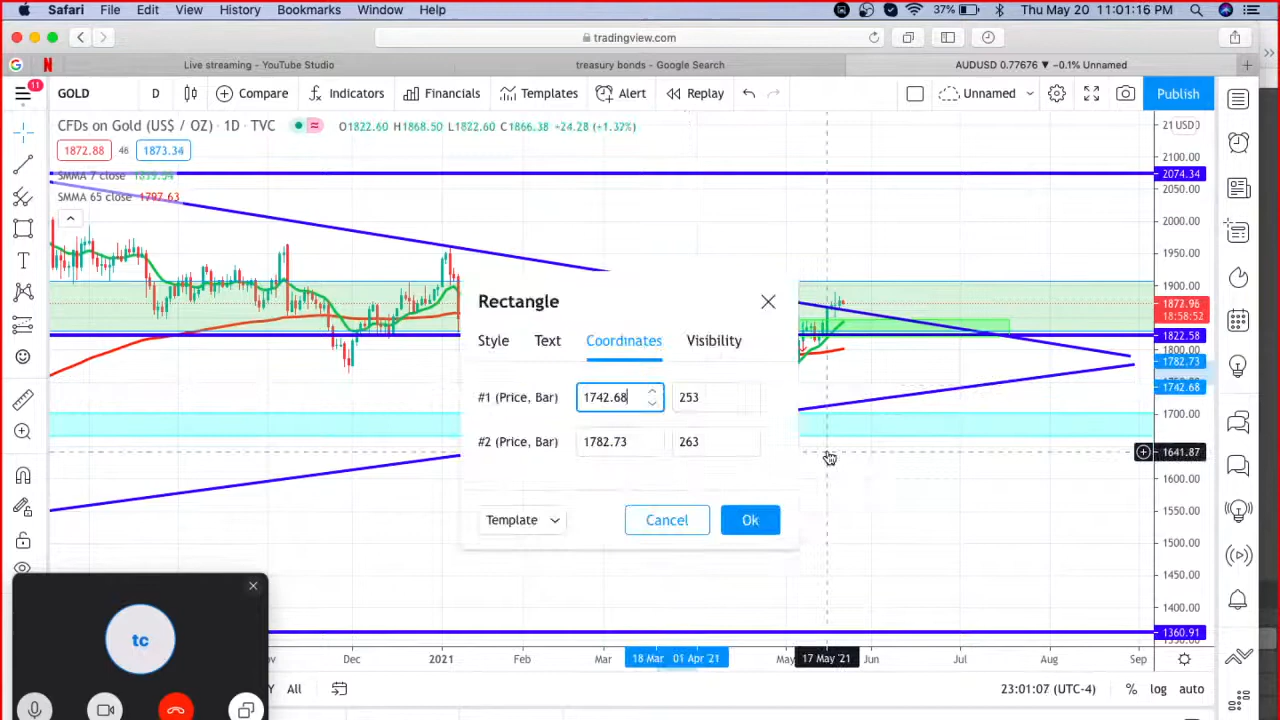 Safari File Edit View History Bookmarks Window Help 37% Thu May 20 11:01:16 PM
tradingview.com
Live streaming - YouTube Studio treasury bonds - Google Search AUDUSD 0.77676 ▼ −0.1% Unnamed
11
GOLD D Compare Indicators Financials Templates Alert Replay Unnamed Publish
CFDs on Gold (US$ / OZ) · 1D · TVC O1822.60 H1868.50 L1822.60 C1866.38 +24.28 (+1.32%)
1872.88 46 1873.34
SMMA 7 close
SMMA 65 close 1797.63
USD
2100.00
2074.34
2050.00
2000.00
1950.00
1900.00
1872.96
18:58:52
1822.58
1800.00
1782.73
1742.68
1700.00
1641.87
1600.00
1550.00
1500.00
1450.00
1400.00
1360.91
Rectangle
Style Text Coordinates Visibility
#1 (Price, Bar) 1742.68 253
#2 (Price, Bar) 1782.73 263
Template Cancel Ok
tc
Dec 2021 Feb Mar 18 Mar 01 Apr '21 May 17 May '21 Jun Jul Aug Sep
Y All 23:01:07 (UTC-4) % log auto